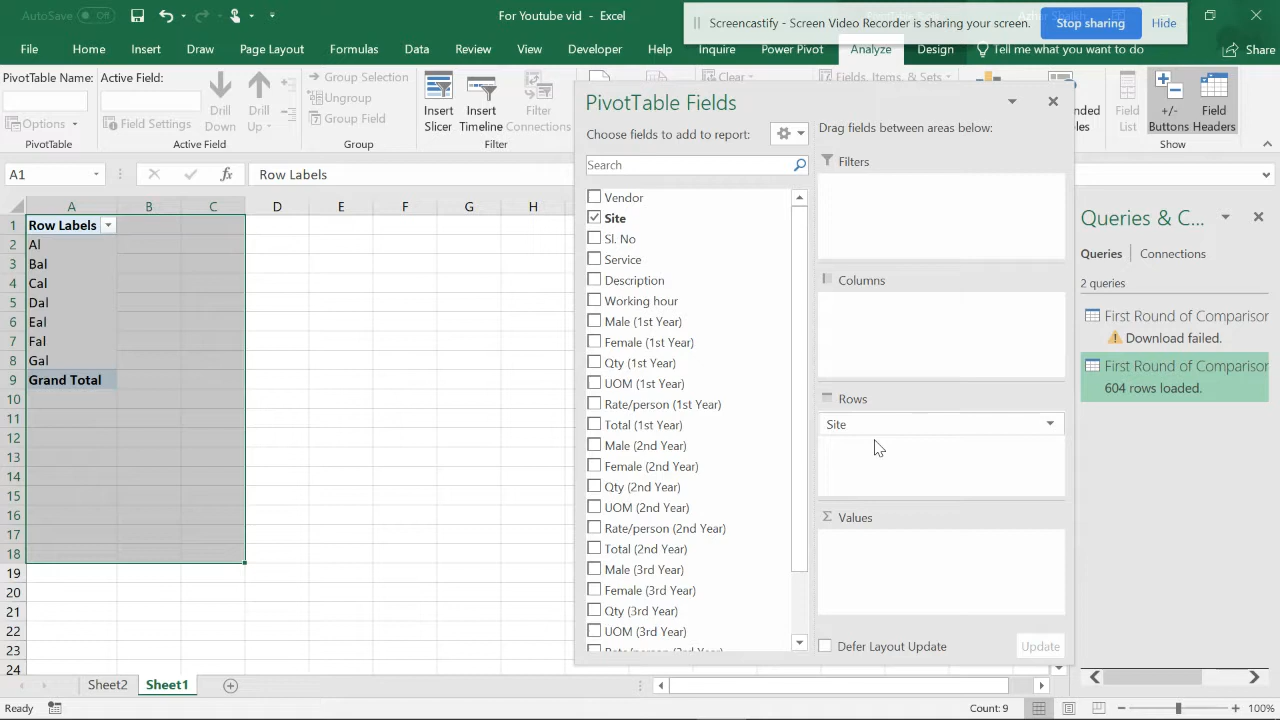 AutoSave Off
For Youtube vid - Excel
Screencastify - Screen Video Recorder is sharing your screen.
Stop sharing
Hide
File Home Insert Draw Page Layout Formulas Data Review View Developer Help Inquire Power Pivot Analyze Design Tell me what you want to do Share
PivotTable Name:
Options
PivotTable
Active Field:
Field Settings
Drill Down
Drill Up
Active Field
Group Selection
Ungroup
Group Field
Group
Insert Slicer
Insert Timeline
Filter Connections
Filter
Clear
Fields, Items, & Sets
Field List
+/- Buttons
Field Headers
Show
A1
fx
Row Labels
A B C D E F G H
1 Row Labels
2 Al
3 Bal
4 Cal
5 Dal
6 Eal
7 Fal
8 Gal
9 Grand Total
10
11
12
13
14
15
16
17
18
19
20
21
22
23
24
PivotTable Fields
Choose fields to add to report:
Search
Vendor
Site
Sl. No
Service
Description
Working hour
Male (1st Year)
Female (1st Year)
Qty (1st Year)
UOM (1st Year)
Rate/person (1st Year)
Total (1st Year)
Male (2nd Year)
Female (2nd Year)
Qty (2nd Year)
UOM (2nd Year)
Rate/person (2nd Year)
Total (2nd Year)
Male (3rd Year)
Female (3rd Year)
Qty (3rd Year)
UOM (3rd Year)
Drag fields between areas below:
Filters
Columns
Rows
Site
Σ Values
Defer Layout Update
Update
Queries & C...
Queries Connections
2 queries
First Round of Comparisor
Download failed.
First Round of Comparisor
604 rows loaded.
Sheet2 Sheet1
Ready
Count: 9
100%